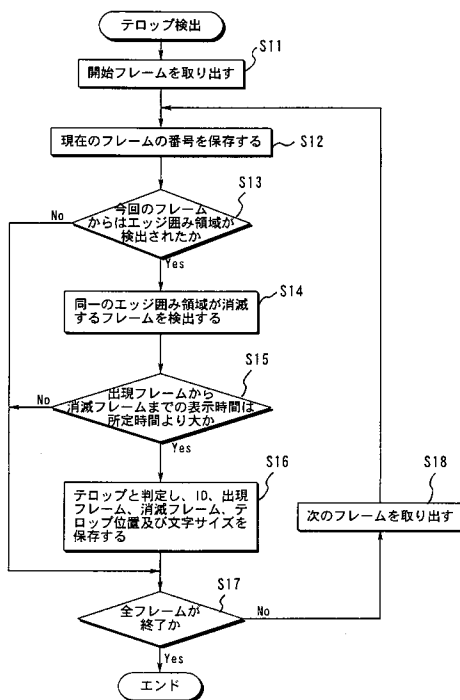 テロップ検出
S11
開始フレームを取り出す
現在のフレームの番号を保存する
S12
S13
今回のフレーム
からはエッジ囲み領域が
検出されたか
No
Yes
S14
同一のエッジ囲み領域が消滅
するフレームを検出する
S15
出現フレームから
消滅フレームまでの表示時間は
所定時間より大か
No
Yes
S16
テロップと判定し、ID、出現
フレーム、消滅フレーム、テ
ロップ位置及び文字サイズを
保存する
S18
次のフレームを取り出す
S17
全フレームが
終了か
No
Yes
エンド